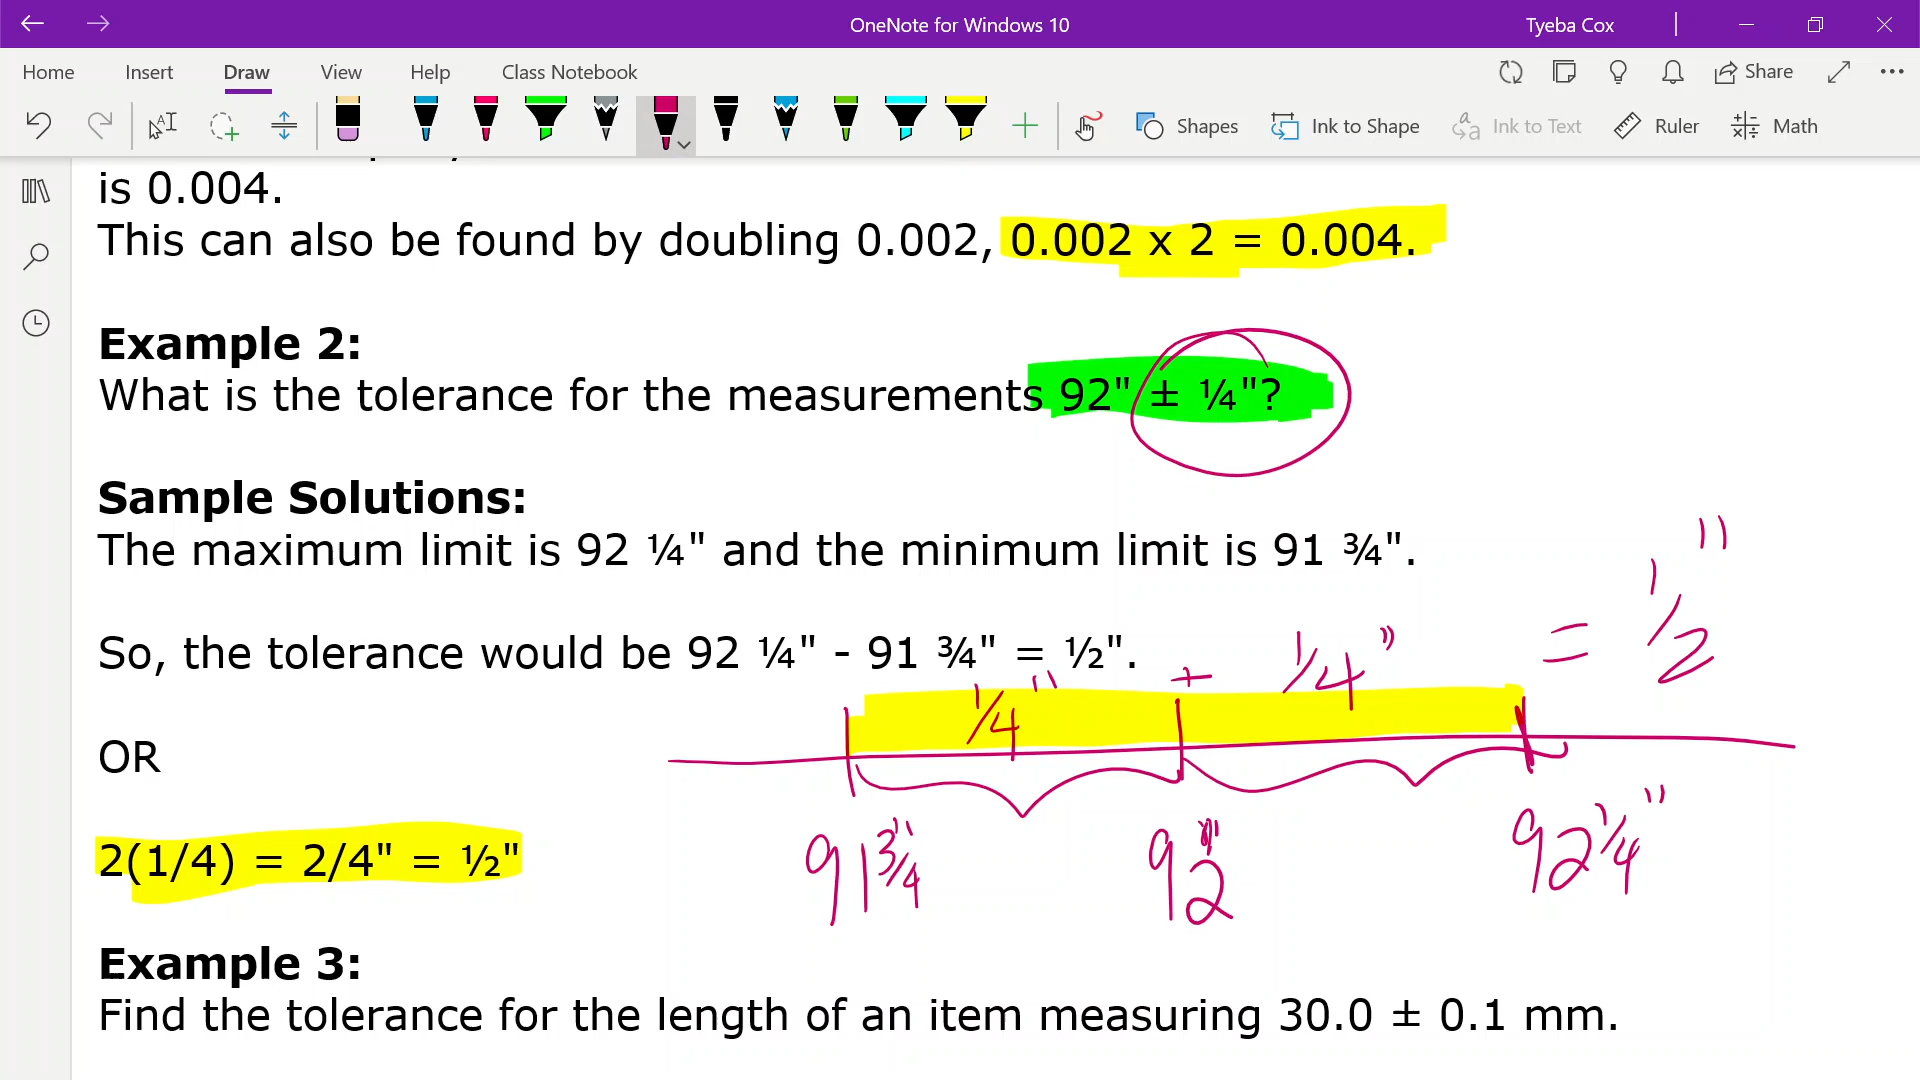 OneNote for Windows 10
Tyeba Cox
Home Insert Draw View Help Class Notebook
Share
Shapes Ink to Shape Ink to Text Ruler Math
is 0.004.
This can also be found by doubling 0.002, 0.002 x 2 = 0.004.
Example 2:
What is the tolerance for the measurements 92" ± ¼"?
Sample Solutions:
The maximum limit is 92 ¼" and the minimum limit is 91 ¾".
So, the tolerance would be 92 ¼" - 91 ¾" = ½".
1/4" + 1/4" = 1/2"
OR
91 3/4" 92" 92 1/4"
2(1/4) = 2/4" = ½"
Example 3:
Find the tolerance for the length of an item measuring 30.0 ± 0.1 mm.